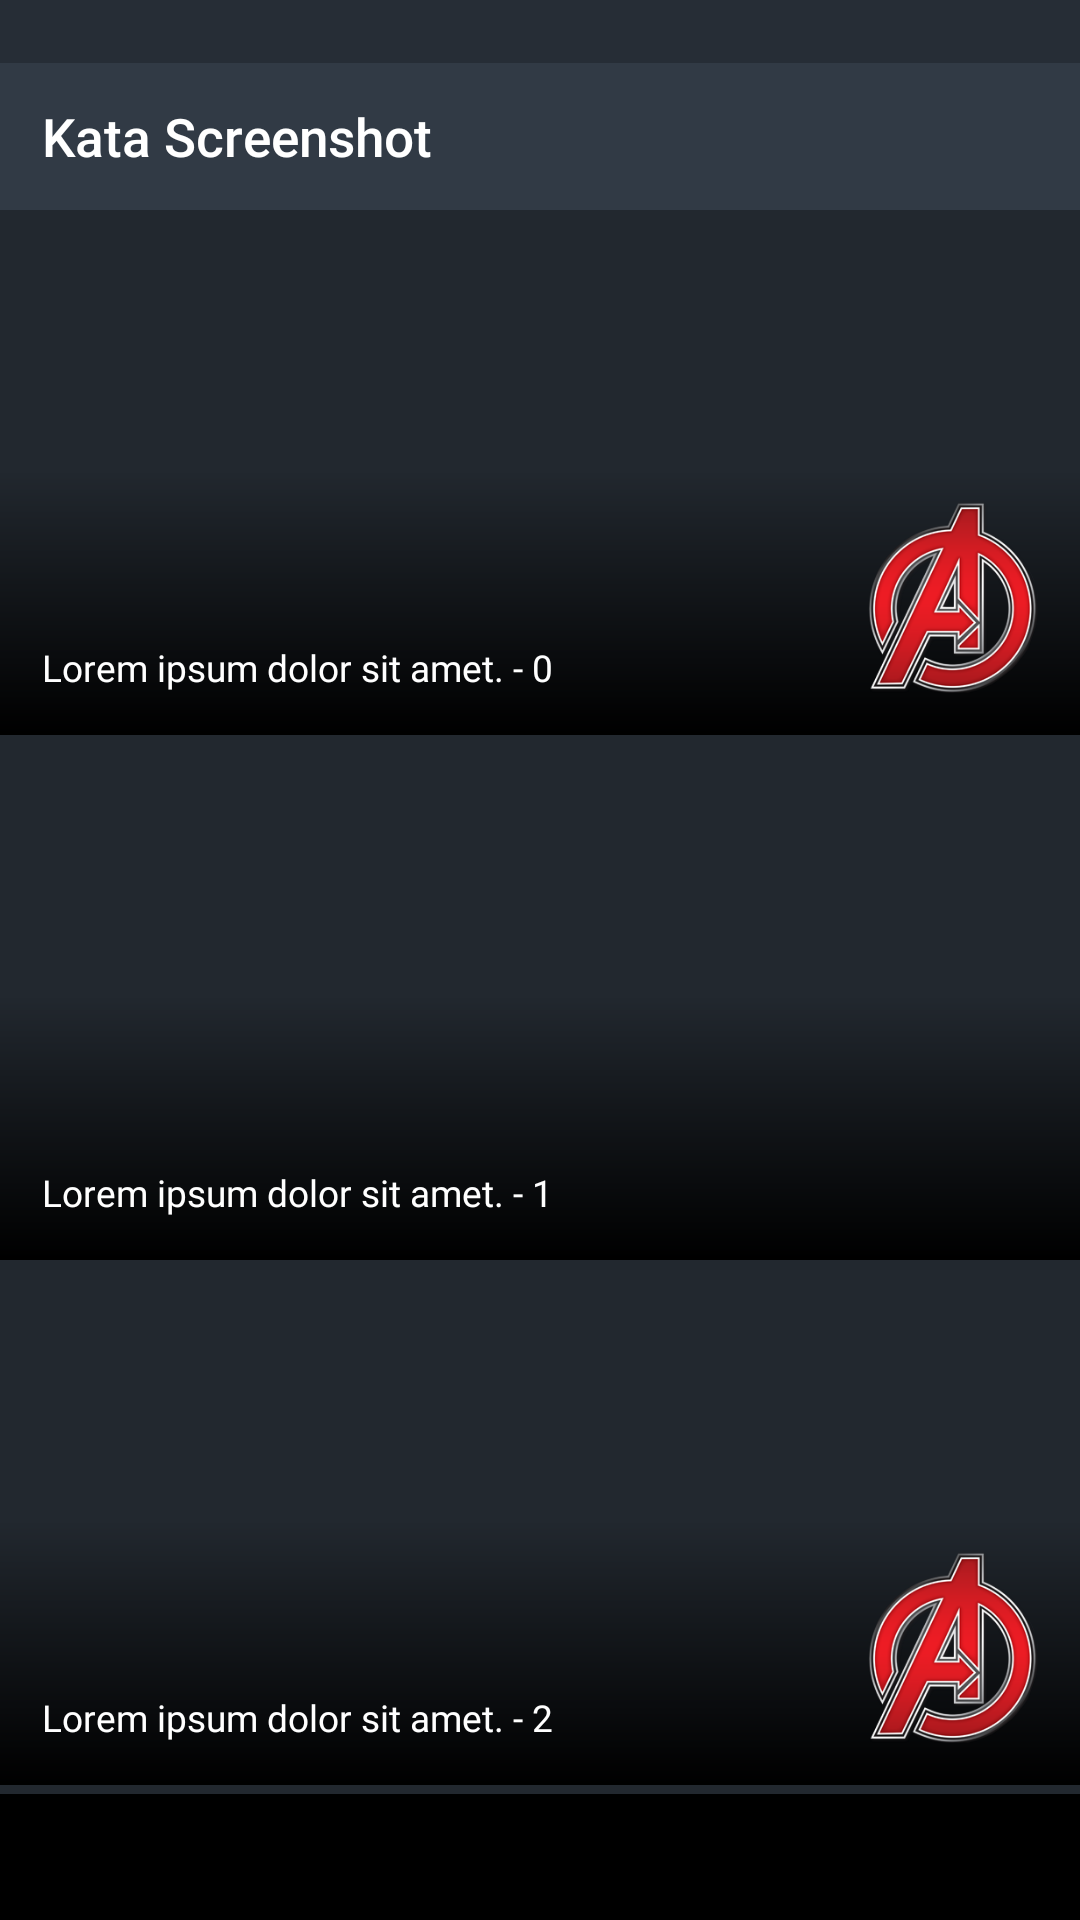 Kata Screenshot
Lorem ipsum dolor sit amet. - 0
Lorem ipsum dolor sit amet. - 1
Lorem ipsum dolor sit amet. - 2